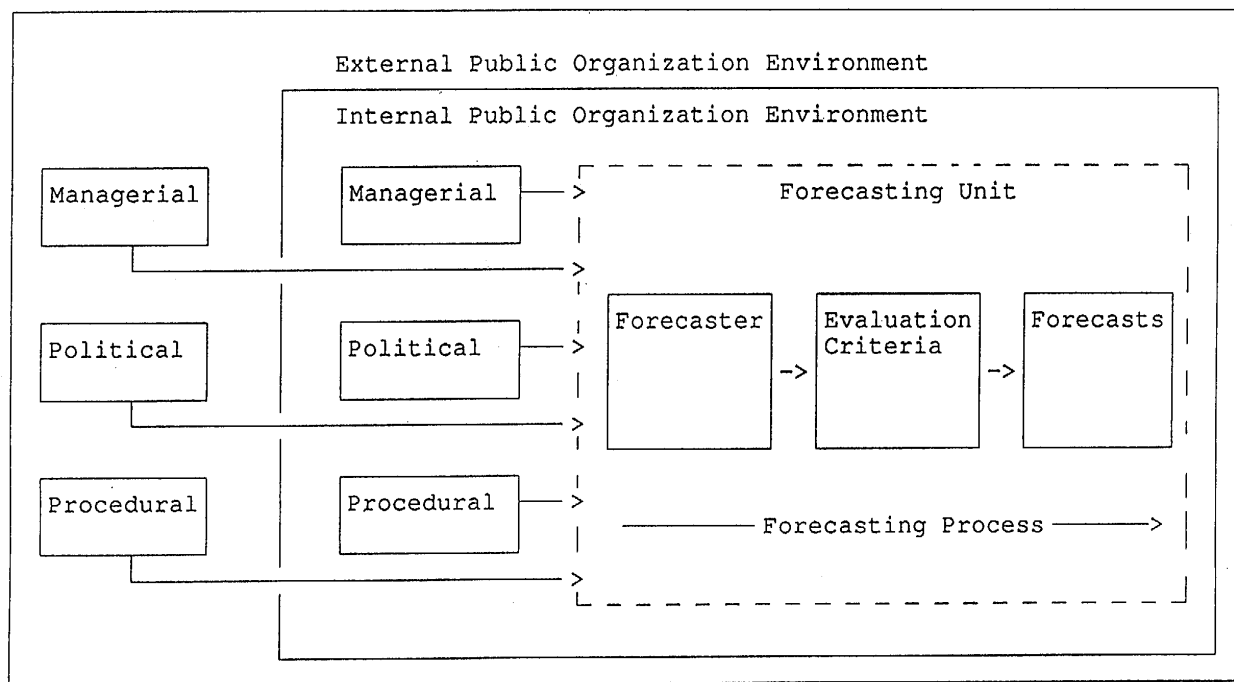 External Public Organization Environment
Internal Public Organization Environment
Managerial
Managerial
Forecasting Unit
Forecaster
Evaluation
Criteria
Forecasts
Political
Political
Procedural
Procedural
Forecasting Process